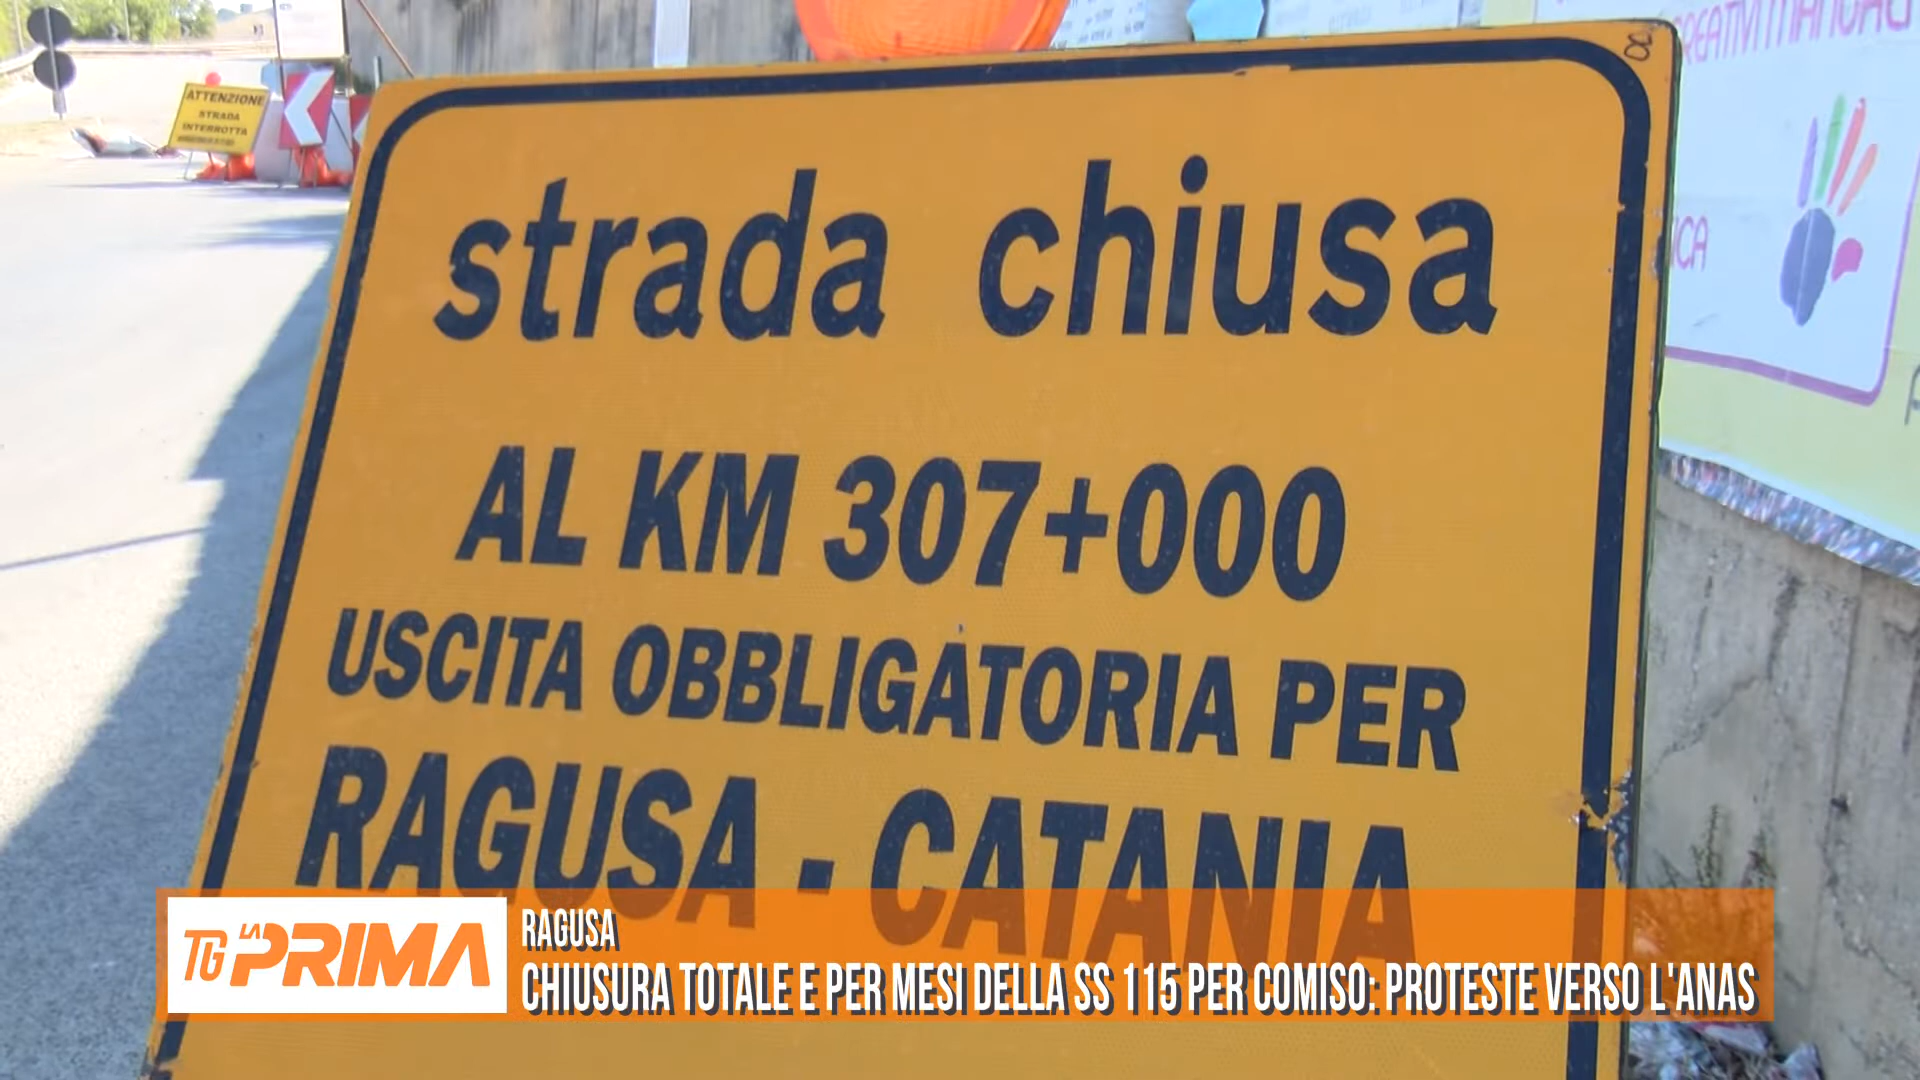 ATTENZIONE
STRADA
INTERROTTA
strada chiusa
AL KM 307+000
USCITA OBBLIGATORIA PER
RAGUSA - CATANIA
TG LA PRIMA
RAGUSA
CHIUSURA TOTALE E PER MESI DELLA SS 115 PER COMISO: PROTESTE VERSO L'ANAS